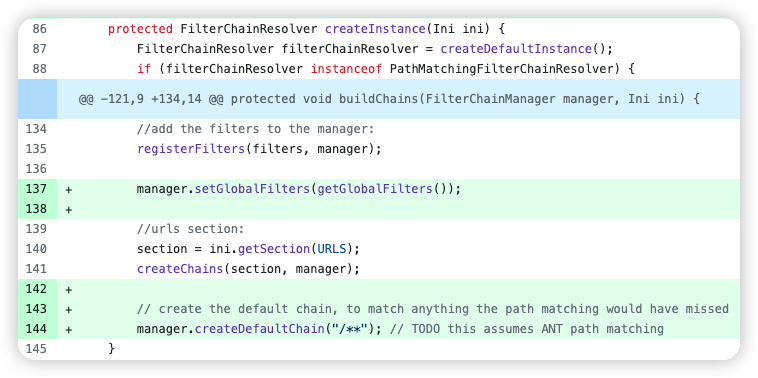 86 protected FilterChainResolver createInstance(Ini ini) {
87 FilterChainResolver filterChainResolver = createDefaultInstance();
88 if (filterChainResolver instanceof PathMatchingFilterChainResolver) {
@@ -121,9 +134,14 @@ protected void buildChains(FilterChainManager manager, Ini ini) {
134 //add the filters to the manager:
135 registerFilters(filters, manager);
136
137 + manager.setGlobalFilters(getGlobalFilters());
138 +
139 //urls section:
140 section = ini.getSection(URLS);
141 createChains(section, manager);
142 +
143 + // create the default chain, to match anything the path matching would have missed
144 + manager.createDefaultChain("/**"); // TODO this assumes ANT path matching
145 }